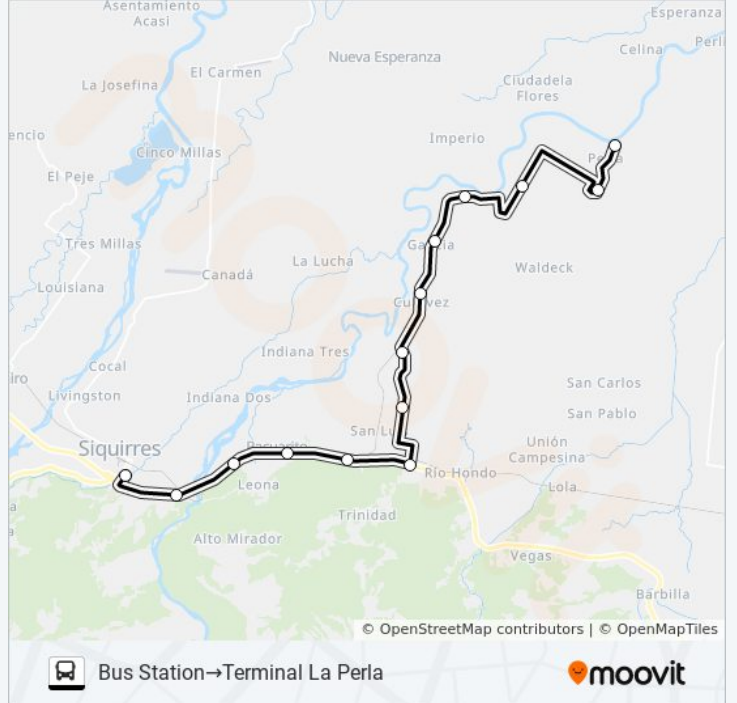 Asentamiento
Acasi
Esperanza
Celina
Nueva Esperanza
El Carmen
La Josefina
Ciudadela
Flores
encio
Cinco Millas
Imperio
El Peje
Tres Millas
Canadá
La Lucha
Waldeck
Louisiana
Indiana Tres
Cocal
iro
Livingston
Indiana Dos
San Carlos
San Pablo
Siquirres
Unión
Campesina
Leona
Río Hondo
Lola
Trinidad
Alto Mirador
Vegas
Barbilla
© OpenStreetMap contributors | © OpenMapTiles
Bus Station→Terminal La Perla
moovit